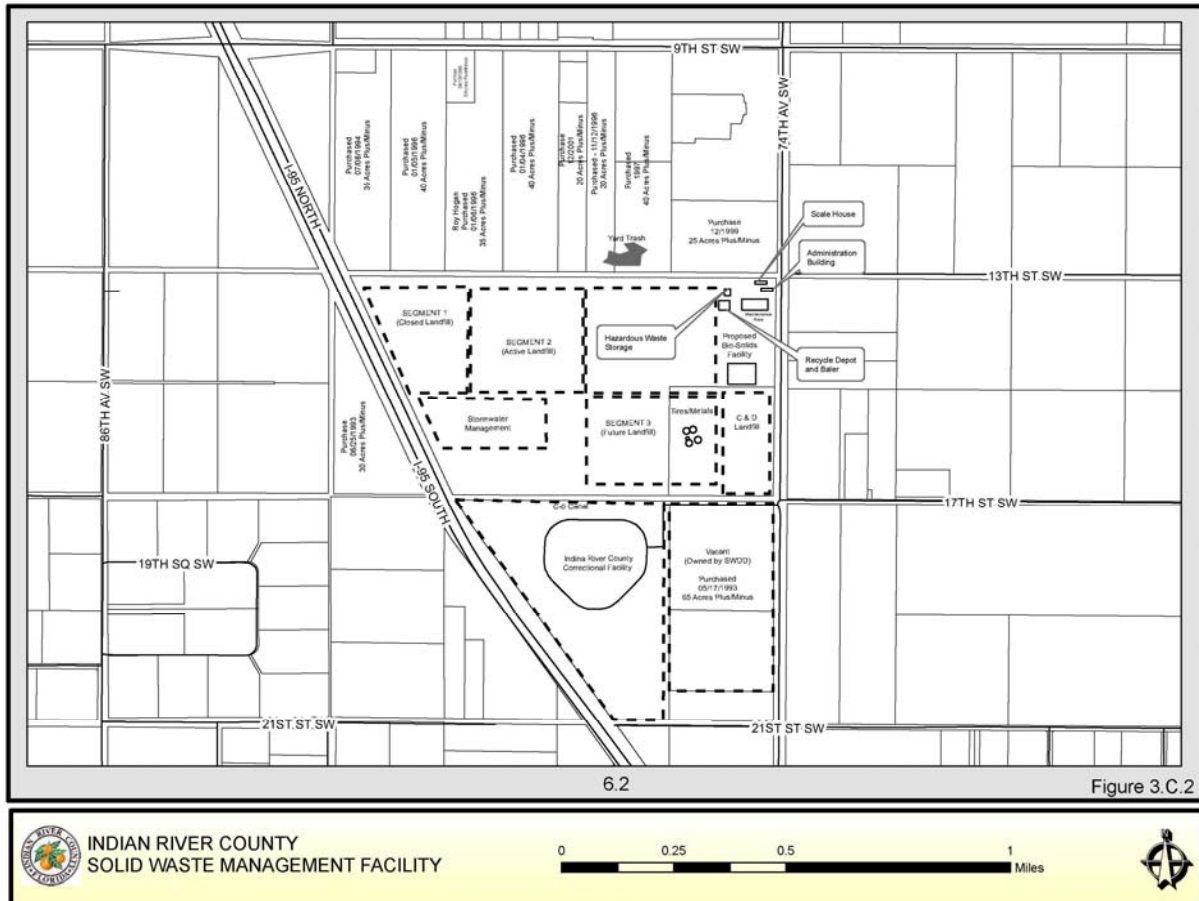 9TH ST SW
74TH AV SW
I-95 NORTH
Purchased
07/08/1994
35 Acres Plus/Minus
Purchased
01/05/1996
40 Acres Plus/Minus
Roy Hogan
Purchased
01/06/1996
35 Acres Plus/Minus
Purchased
01/04/1996
40 Acres Plus/Minus
Purchase
12/2001
20 Acres Plus/Minus
Purchased - 11/12/1996
20 Acres Plus/Minus
Purchased
1997
40 Acres Plus/Minus
Purchase
12/1999
25 Acres Plus/Minus
Yard Trash
Scale House
Administration
Building
13TH ST SW
SEGMENT 1
(Closed Landfill)
SEGMENT 2
(Active Landfill)
Hazardous Waste
Storage
Maintenance
Proposed
Bio-Solids
Facility
Recycle Depot
and Baler
86TH AV SW
Purchase
06/25/1993
30 Acres Plus/Minus
Stormwater
Management
SEGMENT 3
(Future Landfill)
Tires/Metals
C & D
Landfill
I-95 SOUTH
17TH ST SW
Canal
19TH SQ SW
Indina River County
Correctional Facility
Vacant
(Owned by SWDD)
Purchased
05/17/1993
65 Acres Plus/Minus
21ST ST SW
21ST ST SW
6.2
Figure 3.C.2
INDIAN RIVER COUNTY
SOLID WASTE MANAGEMENT FACILITY
0 0.25 0.5 1
Miles
INDIAN RIVER COUNTY
FLORIDA